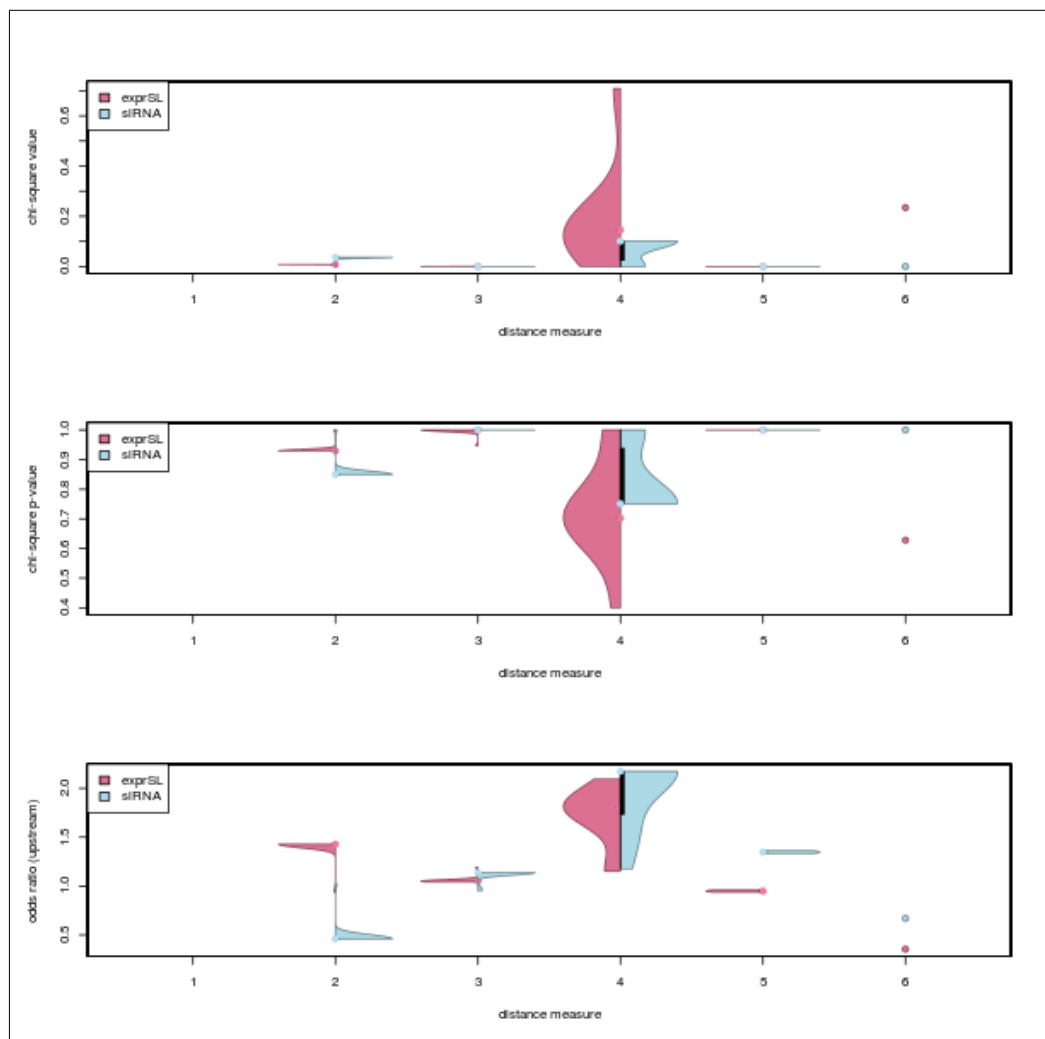 exprSL
siRNA
chi-square value
0.0 0.2 0.4 0.6
1 2 3 4 5 6
distance measure
exprSL
siRNA
chi-square p-value
0.4 0.5 0.6 0.7 0.8 0.9 1.0
1 2 3 4 5 6
distance measure
exprSL
siRNA
odds ratio (upstream)
0.5 1.0 1.5 2.0
1 2 3 4 5 6
distance measure